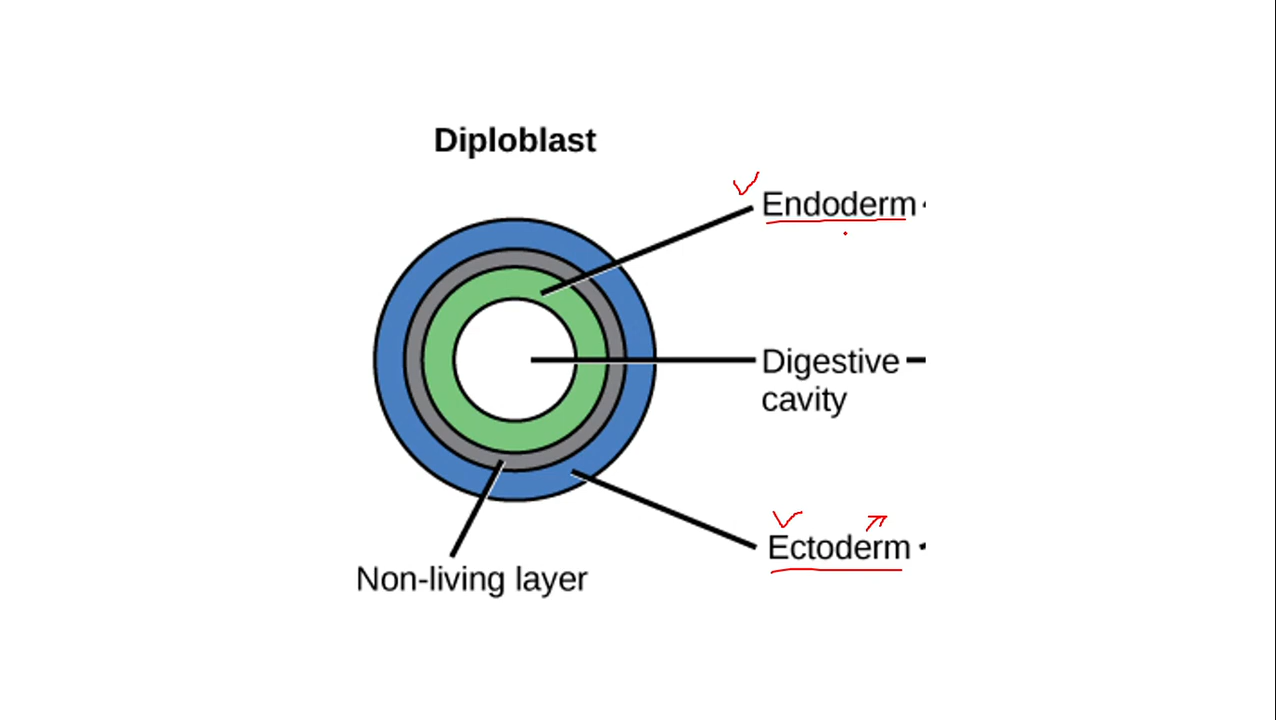 Diploblast
Endoderm
Digestive
cavity
Ectoderm
Non-living layer